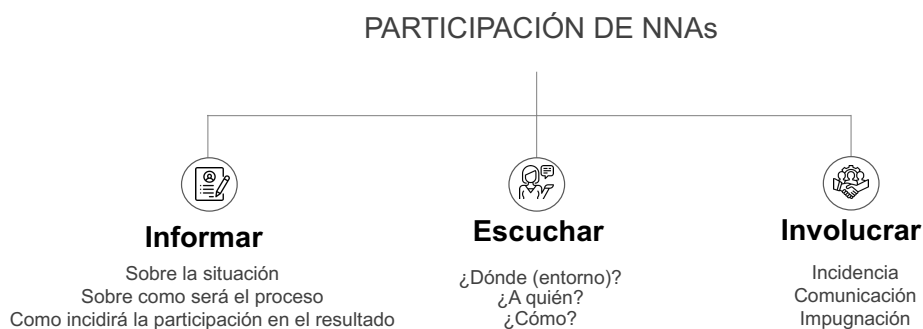 PARTICIPACIÓN DE NNAs
Informar
Sobre la situación
Sobre como será el proceso
Como incidirá la participación en el resultado
Escuchar
¿Dónde (entorno)?
¿A quién?
¿Cómo?
Involucrar
Incidencia
Comunicación
Impugnación